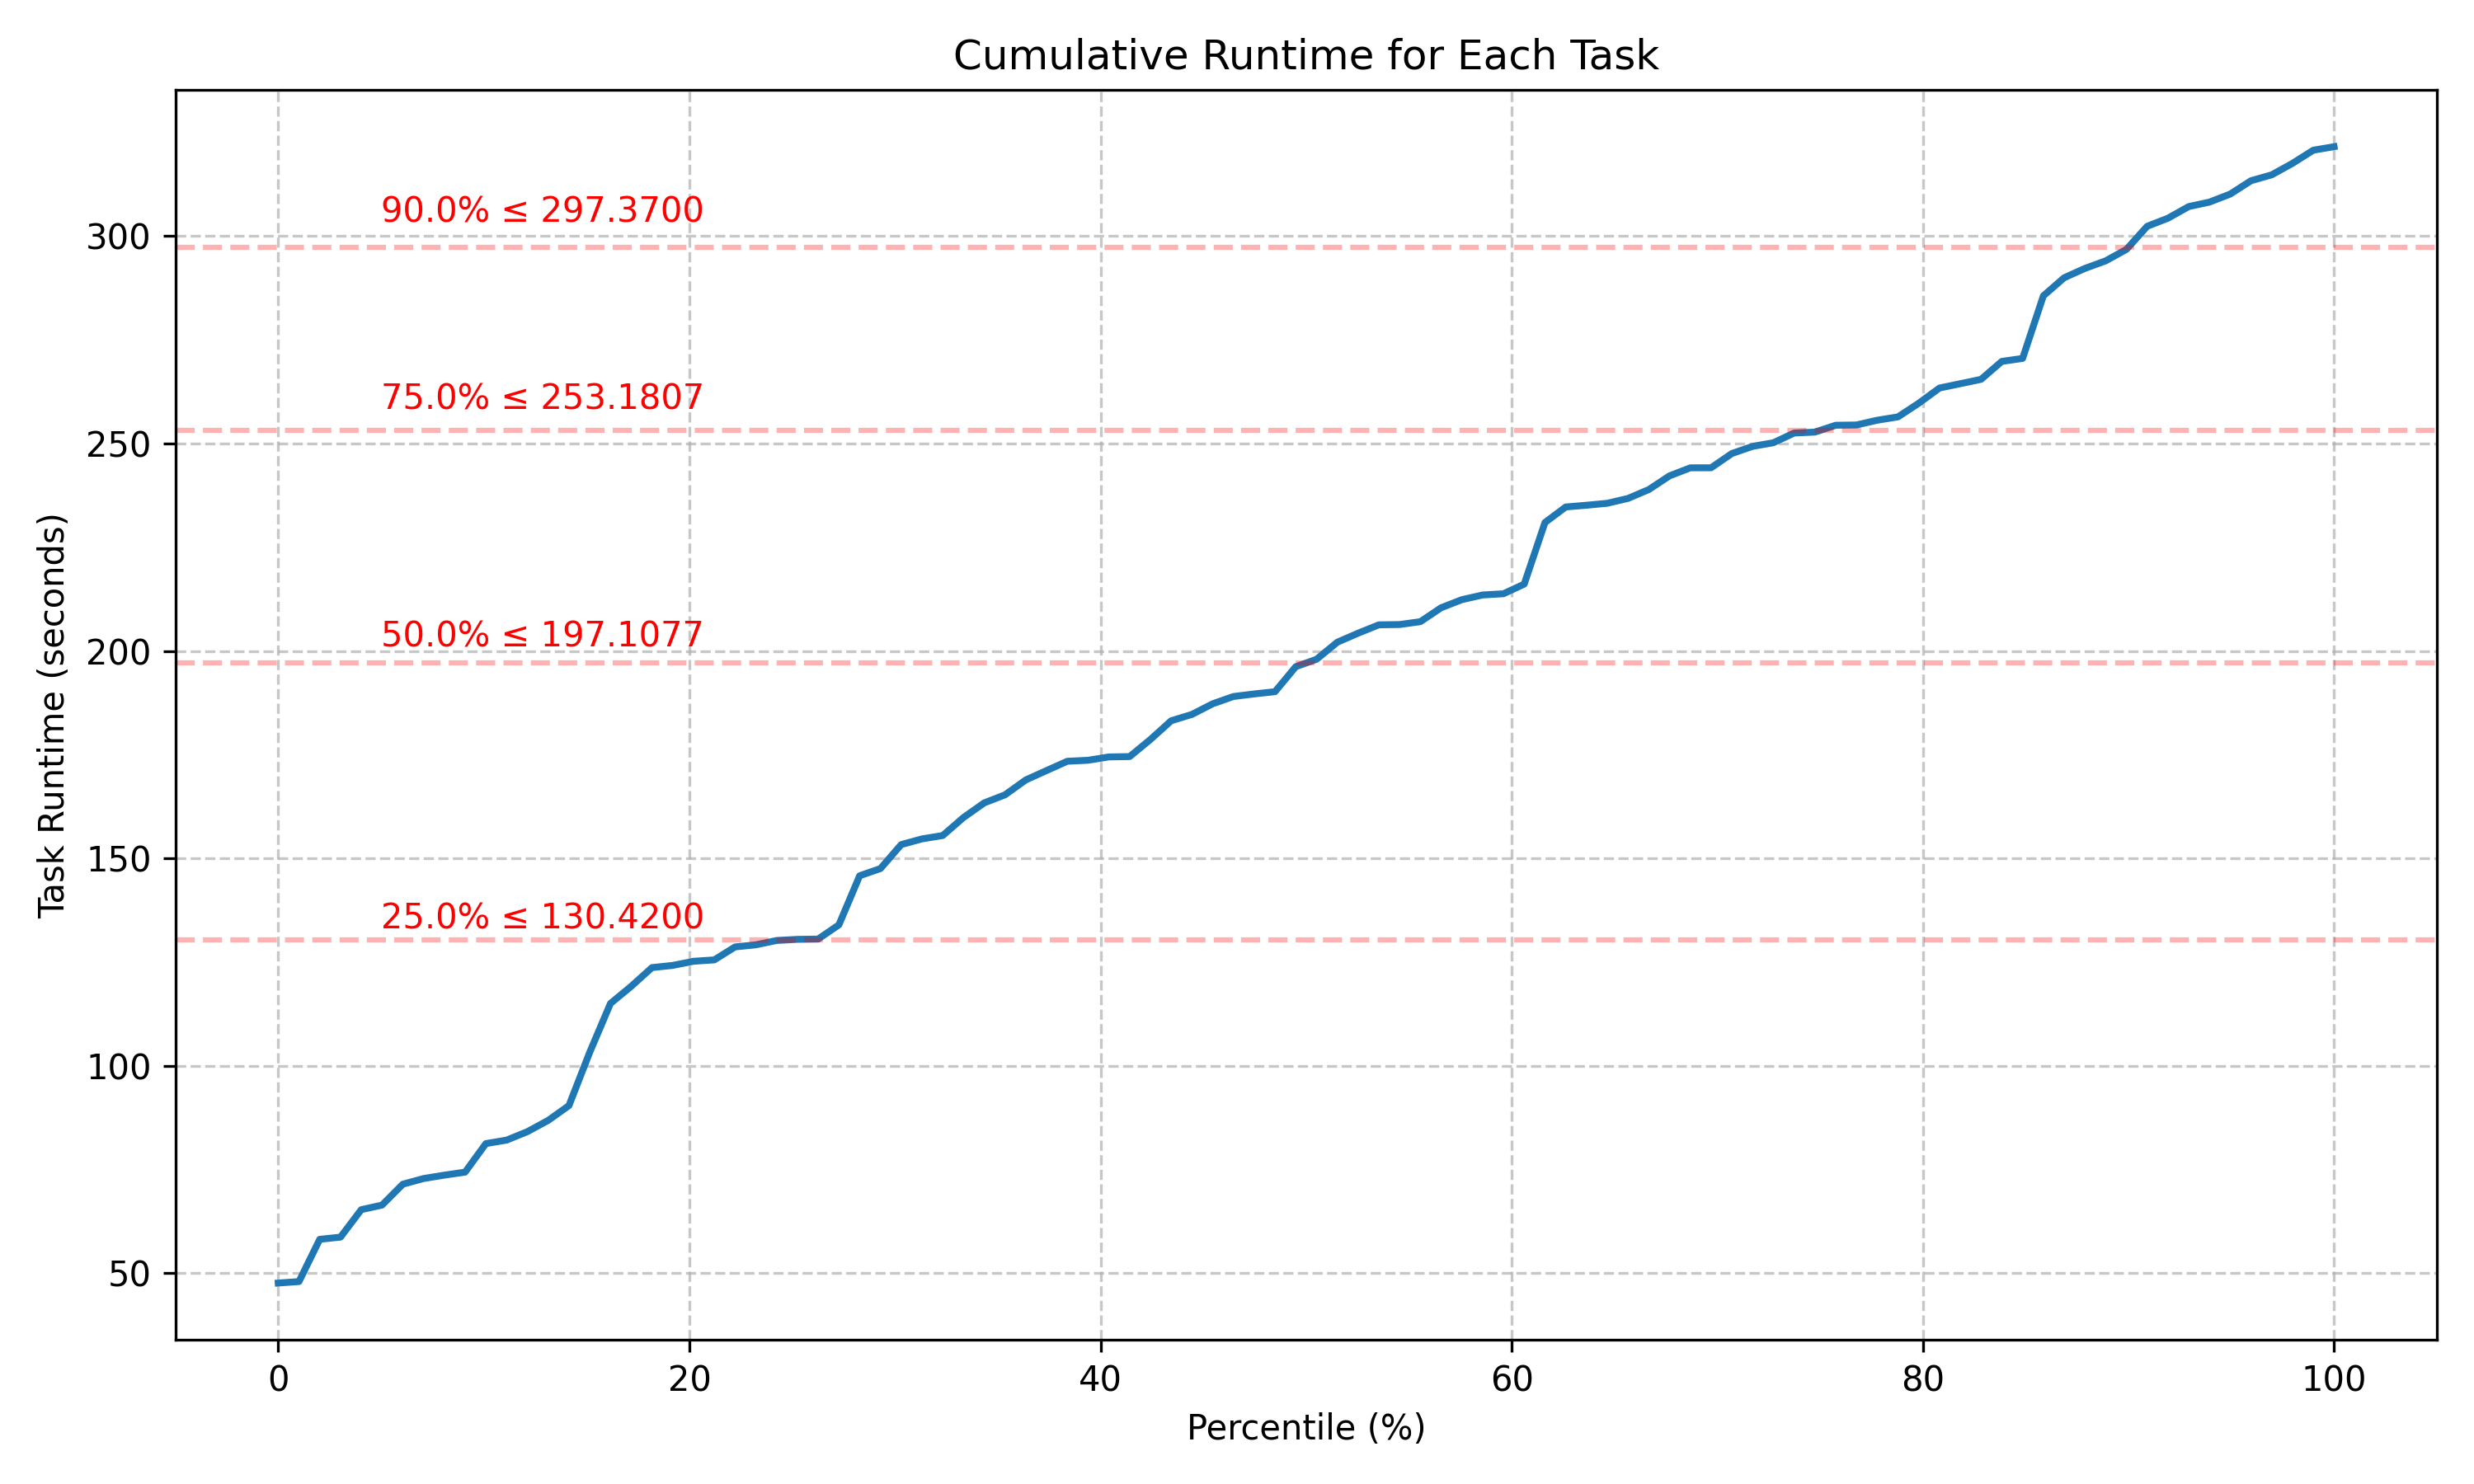 Cumulative Runtime for Each Task
Task Runtime (seconds)
300
250
200
150
100
50
90.0% ≤ 297.3700
75.0% ≤ 253.1807
50.0% ≤ 197.1077
25.0% ≤ 130.4200
0 20 40 60 80 100
Percentile (%)